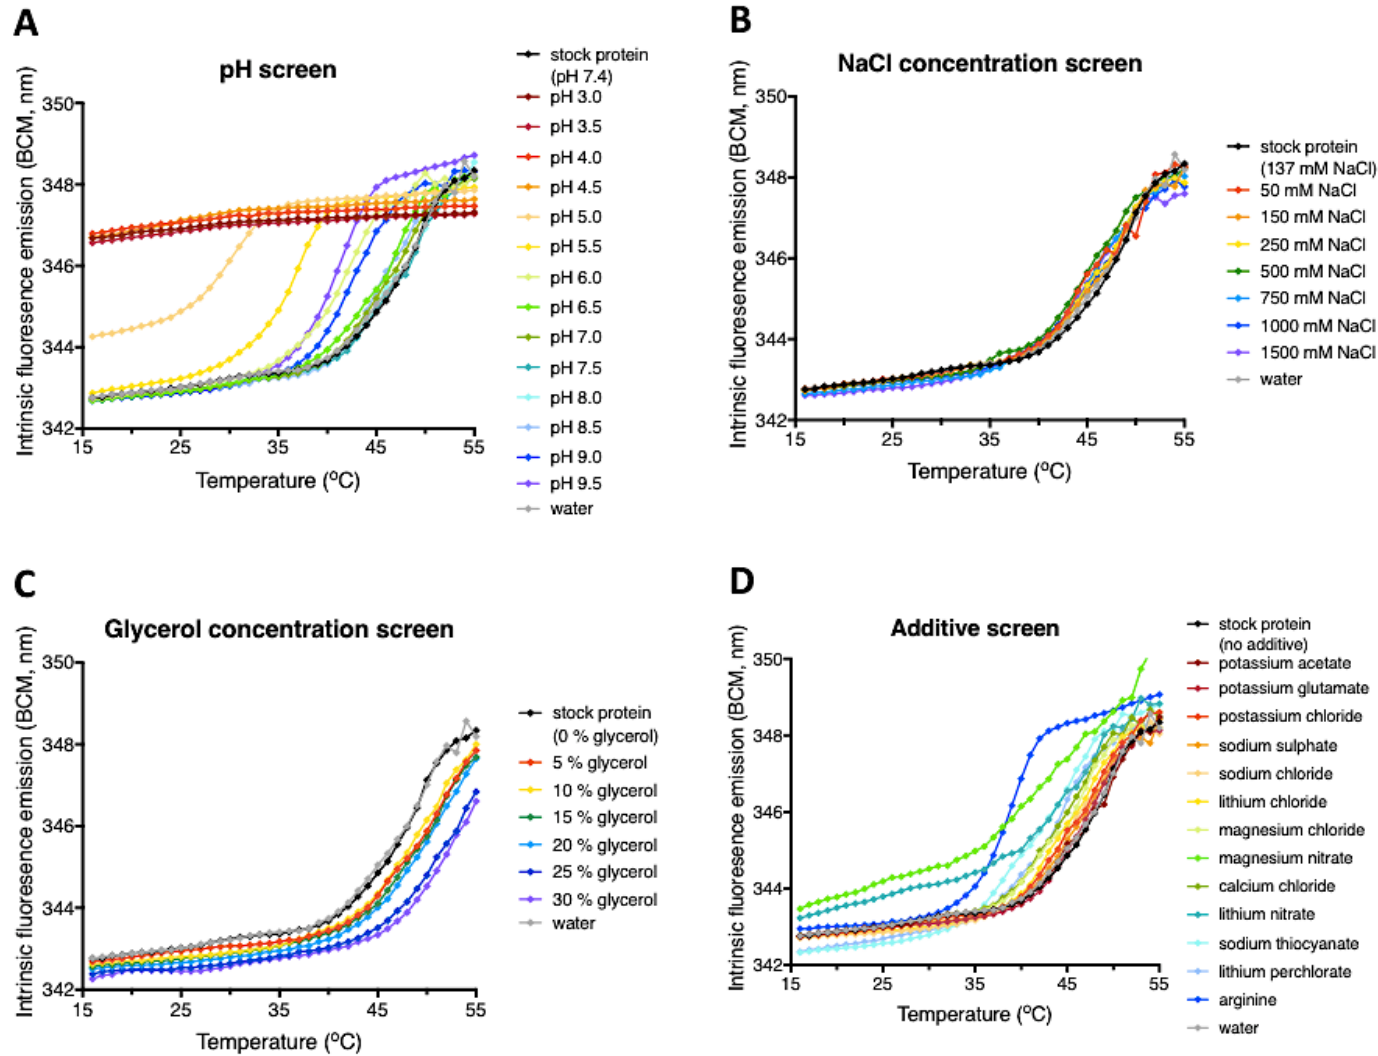 A
pH screen
Intrinsic fluoresence emission (BCM, nm)
350
348
346
344
342
15
25
35
45
55
Temperature (ºC)
stock protein
(pH 7.4)
pH 3.0
pH 3.5
pH 4.0
pH 4.5
pH 5.0
pH 5.5
pH 6.0
pH 6.5
pH 7.0
pH 7.5
pH 8.0
pH 8.5
pH 9.0
pH 9.5
water
B
NaCl concentration screen
Intrinsic fluoresence emission (BCM, nm)
350
348
346
344
342
15
25
35
45
55
Temperature (ºC)
stock protein
(137 mM NaCl)
50 mM NaCl
150 mM NaCl
250 mM NaCl
500 mM NaCl
750 mM NaCl
1000 mM NaCl
1500 mM NaCl
water
C
Glycerol concentration screen
Intrinsic fluoresence emission (BCM, nm)
350
348
346
344
342
15
25
35
45
55
Temperature (ºC)
stock protein
(0 % glycerol)
5 % glycerol
10 % glycerol
15 % glycerol
20 % glycerol
25 % glycerol
30 % glycerol
water
D
Additive screen
Intrinsic fluoresence emission (BCM, nm)
350
348
346
344
342
15
25
35
45
55
Temperature (ºC)
stock protein
(no additive)
potassium acetate
potassium glutamate
postassium chloride
sodium sulphate
sodium chloride
lithium chloride
magnesium chloride
magnesium nitrate
calcium chloride
lithium nitrate
sodium thiocyanate
lithium perchlorate
arginine
water